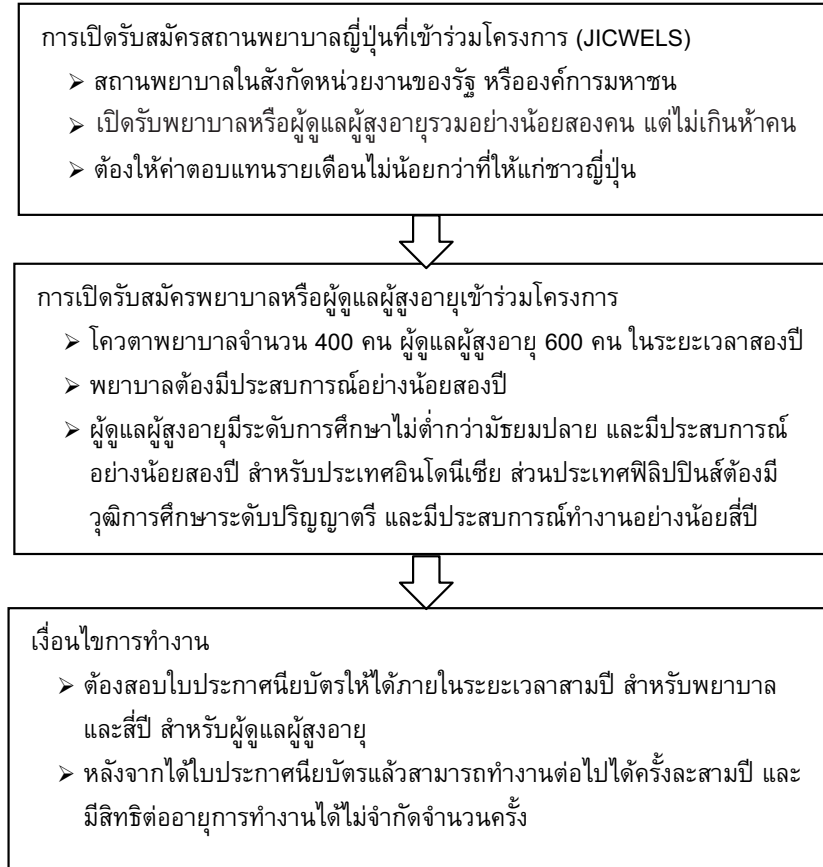 การเปิดรับสมัครสถานพยาบาลญี่ปุ่นที่เข้าร่วมโครงการ (JICWELS)
➢ สถานพยาบาลในสังกัดหน่วยงานของรัฐ หรือองค์การมหาชน
➢ เปิดรับพยาบาลหรือผู้ดูแลผู้สูงอายุรวมอย่างน้อยสองคน แต่ไม่เกินห้าคน
➢ ต้องให้ค่าตอบแทนรายเดือนไม่น้อยกว่าที่ให้แก่ชาวญี่ปุ่น
การเปิดรับสมัครพยาบาลหรือผู้ดูแลผู้สูงอายุเข้าร่วมโครงการ
➢ โควตาพยาบาลจำนวน 400 คน ผู้ดูแลผู้สูงอายุ 600 คน ในระยะเวลาสองปี
➢ พยาบาลต้องมีประสบการณ์อย่างน้อยสองปี
➢ ผู้ดูแลผู้สูงอายุมีระดับการศึกษาไม่ต่ำกว่ามัธยมปลาย และมีประสบการณ์
อย่างน้อยสองปี สำหรับประเทศอินโดนีเซีย ส่วนประเทศฟิลิปปินส์ต้องมี
วุฒิการศึกษาระดับปริญญาตรี และมีประสบการณ์ทำงานอย่างน้อยสี่ปี
เงื่อนไขการทำงาน
➢ ต้องสอบใบประกาศนียบัตรให้ได้ภายในระยะเวลาสามปี สำหรับพยาบาล
และสี่ปี สำหรับผู้ดูแลผู้สูงอายุ
➢ หลังจากได้ใบประกาศนียบัตรแล้วสามารถทำงานต่อไปได้ครั้งละสามปี และ
มีสิทธิต่ออายุการทำงานได้ไม่จำกัดจำนวนครั้ง